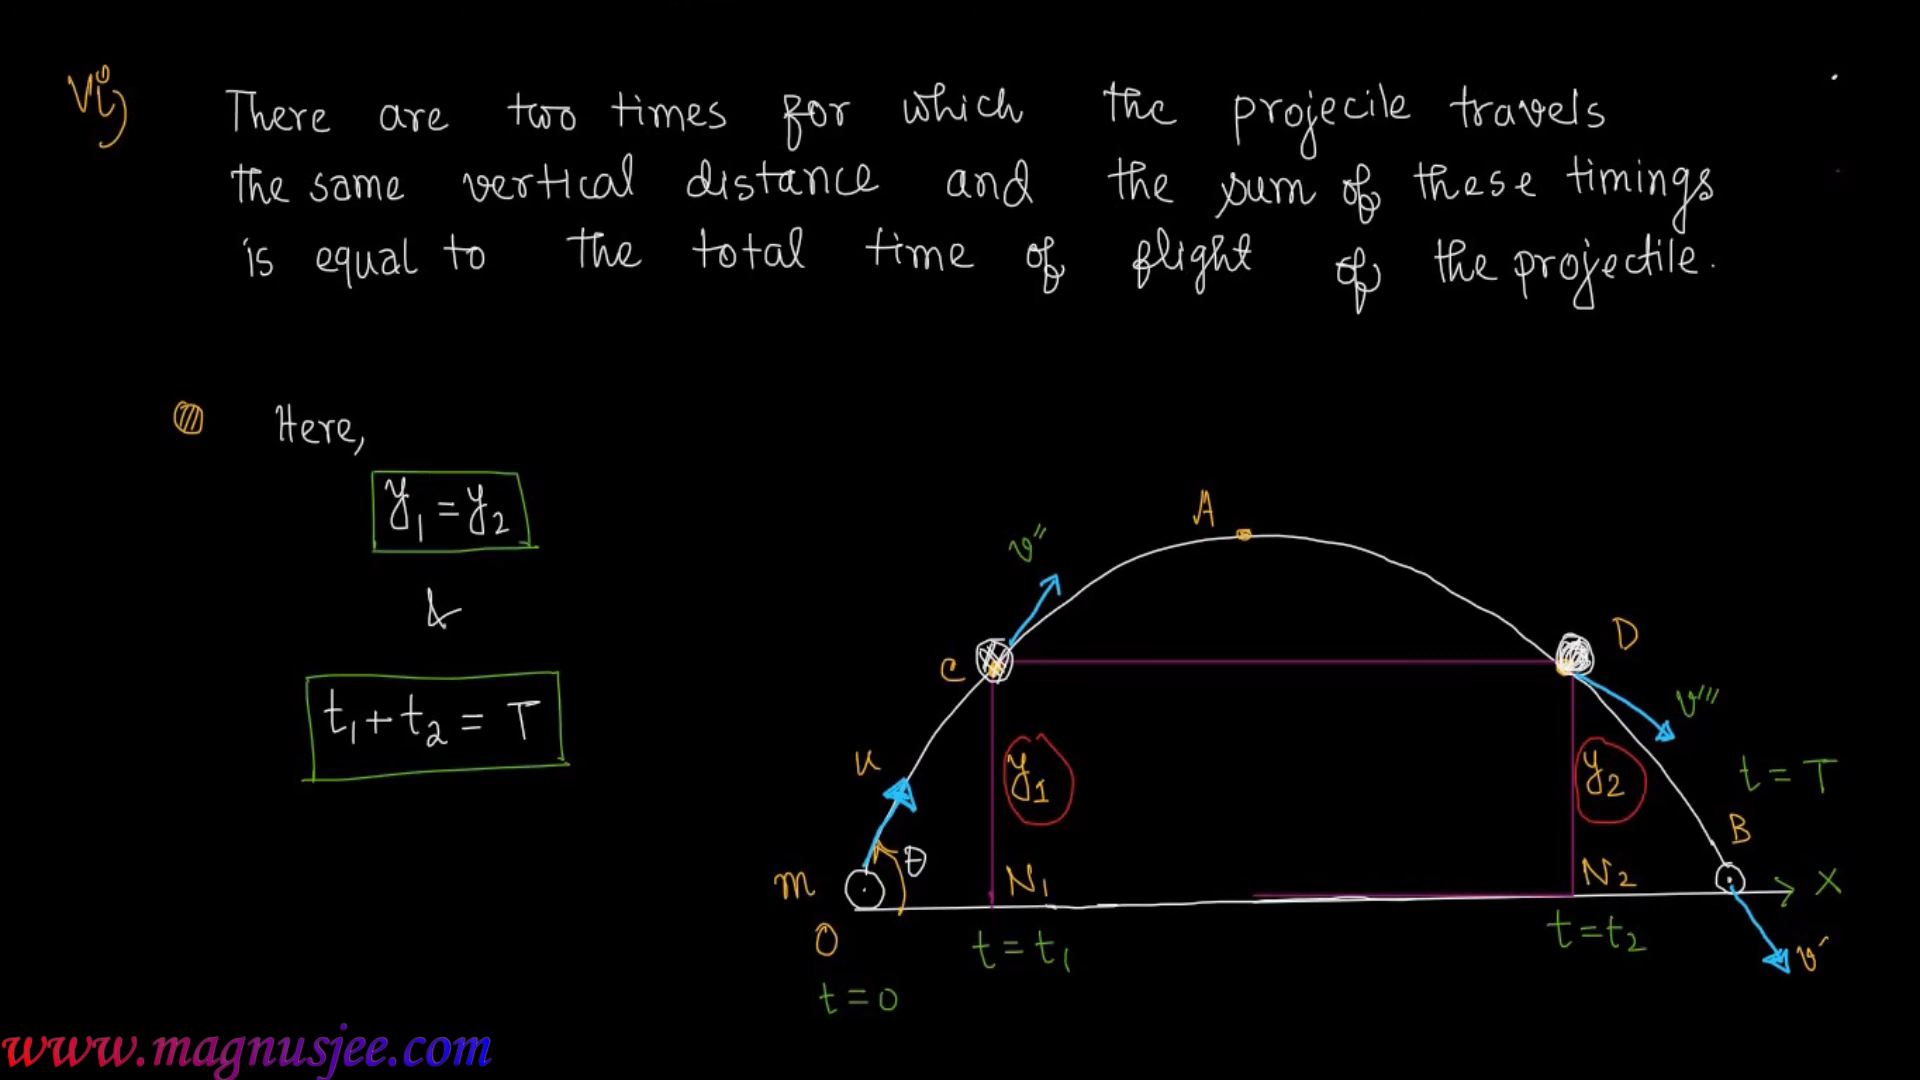 vi)
There are two times for which the projecile travels
the same vertical distance and the sum of these timings
is equal to the total time of flight of the projectile.
Here,
y₁ = y₂
&
t₁ + t₂ = T
A
v''
C
D
v'''
u
y₁
y₂
t = T
θ
B
m
N₁
N₂
X
O
t = t₁
t = t₂
v'
t = 0
www.magnusjee.com